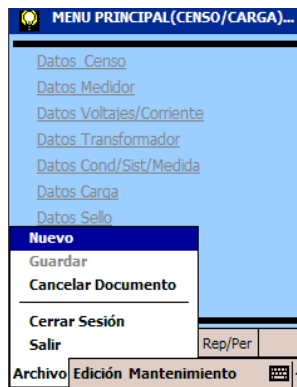 MENU PRINCIPAL(CENSO/CARGA)...
Datos Censo
Datos Medidor
Datos Voltajes/Corriente
Datos Transformador
Datos Cond/Sist/Medida
Datos Carga
Datos Sello
Nuevo
Guardar
Cancelar Documento
Cerrar Sesión
Salir
Rep/Per
Archivo Edición Mantenimiento